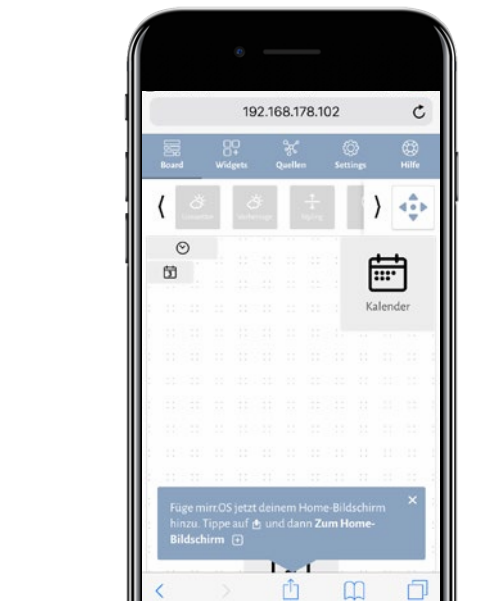 192.168.178.102
Board Widgets Quellen Settings Hilfe
Kalender
Füge mirr.OS jetzt deinem Home-Bildschirm
hinzu. Tippe auf und dann Zum Home-
Bildschirm